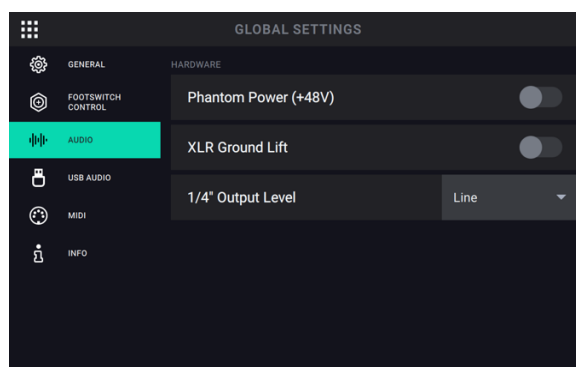 GLOBAL SETTINGS
GENERAL
HARDWARE
FOOTSWITCH
CONTROL
Phantom Power (+48V)
AUDIO
XLR Ground Lift
USB AUDIO
1/4" Output Level
Line
MIDI
INFO